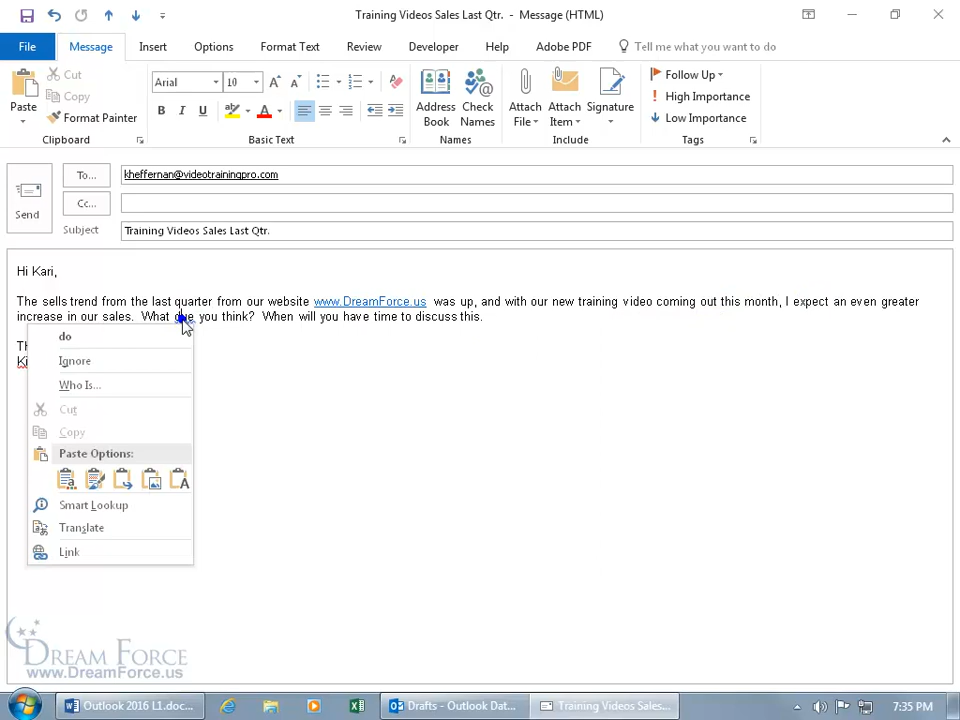 Training Videos Sales Last Qtr. - Message (HTML)
File Message Insert Options Format Text Review Developer Help Adobe PDF Tell me what you want to do
Paste
Cut
Copy
Format Painter
Clipboard
Arial 10
B I U A
Basic Text
Address Book
Check Names
Names
Attach File
Attach Item
Signature
Include
Follow Up
High Importance
Low Importance
Tags
Send
To... kheffernan@videotrainingpro.com
Cc...
Subject Training Videos Sales Last Qtr.
Hi Kari,
The sells trend from the last quarter from our website www.DreamForce.us was up, and with our new training video coming out this month, I expect an even greater
increase in our sales. What due you think? When will you have time to discuss this.
Th
Ki
do
Ignore
Who Is...
Cut
Copy
Paste Options:
Smart Lookup
Translate
Link
DREAM FORCE
www.DreamForce.us
Outlook 2016 L1.doc... Drafts - Outlook Dat... Training Videos Sales... 7:35 PM